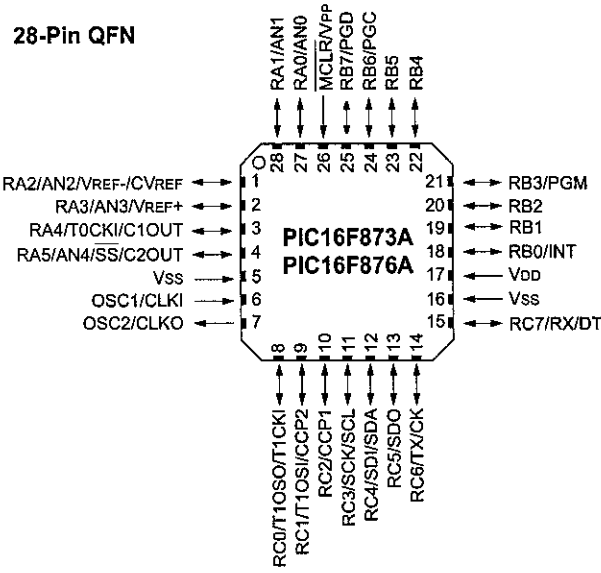 28-Pin QFN
RA1/AN1
RA0/AN0
MCLR/VPP
RB7/PGD
RB6/PGC
RB5
RB4
28
27
26
25
24
23
22
RA2/AN2/VREF-/CVREF
1
RA3/AN3/VREF+
2
RA4/T0CKI/C1OUT
3
RA5/AN4/SS/C2OUT
4
VSS
5
OSC1/CLKI
6
OSC2/CLKO
7
PIC16F873A
PIC16F876A
21
RB3/PGM
20
RB2
19
RB1
18
RB0/INT
17
VDD
16
VSS
15
RC7/RX/DT
8
9
10
11
12
13
14
RC0/T1OSO/T1CKI
RC1/T1OSI/CCP2
RC2/CCP1
RC3/SCK/SCL
RC4/SDI/SDA
RC5/SDO
RC6/TX/CK